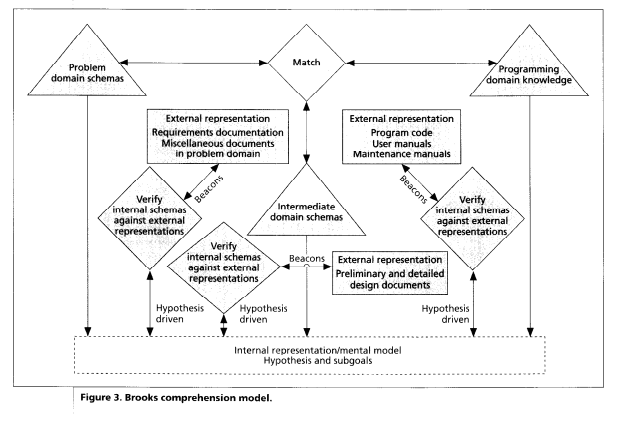 Problem
domain schemas
Match
Programming
domain knowledge
External representation
Requirements documentation
Miscellaneous documents
in problem domain
External representation
Program code
User manuals
Maintenance manuals
Beacons
Beacons
Verify
internal schemas
against external
representations
Intermediate
domain schemas
Verify
internal schemas
against external
representations
Verify
internal schemas
against external
representations
Beacons
External representation
Preliminary and detailed
design documents
Hypothesis
driven
Hypothesis
driven
Hypothesis
driven
Internal representation/mental model
Hypothesis and subgoals
Figure 3. Brooks comprehension model.